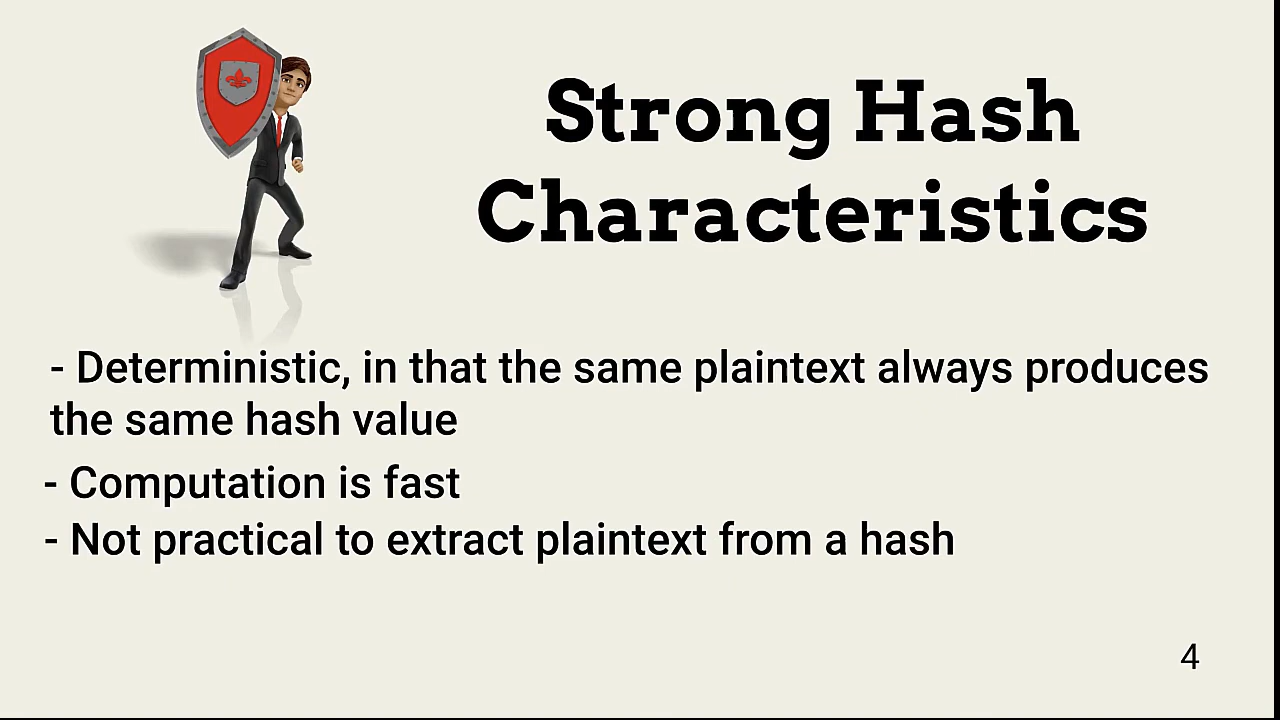 Strong Hash
Characteristics
- Deterministic, in that the same plaintext always produces
the same hash value
- Computation is fast
- Not practical to extract plaintext from a hash
4